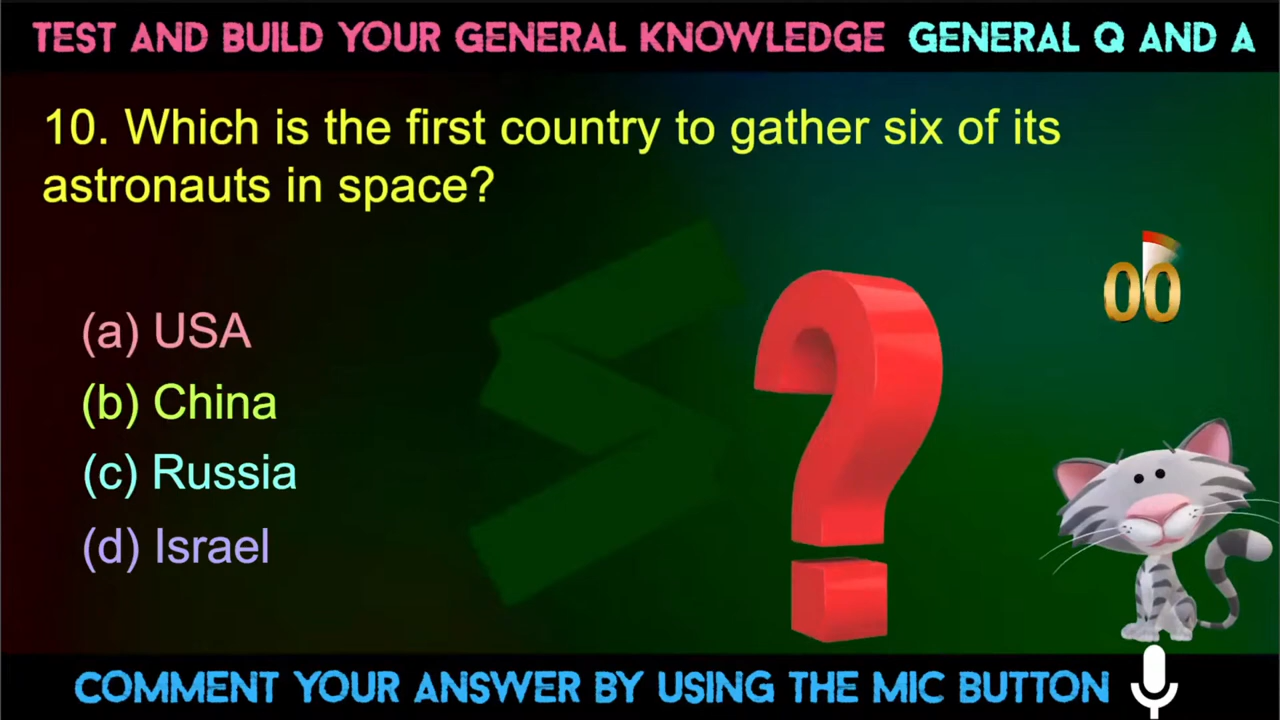 TEST AND BUILD YOUR GENERAL KNOWLEDGE GENERAL Q AND A
10. Which is the first country to gather six of its
astronauts in space?
(a) USA
(b) China
(c) Russia
(d) Israel
00
COMMENT YOUR ANSWER BY USING THE MIC BUTTON